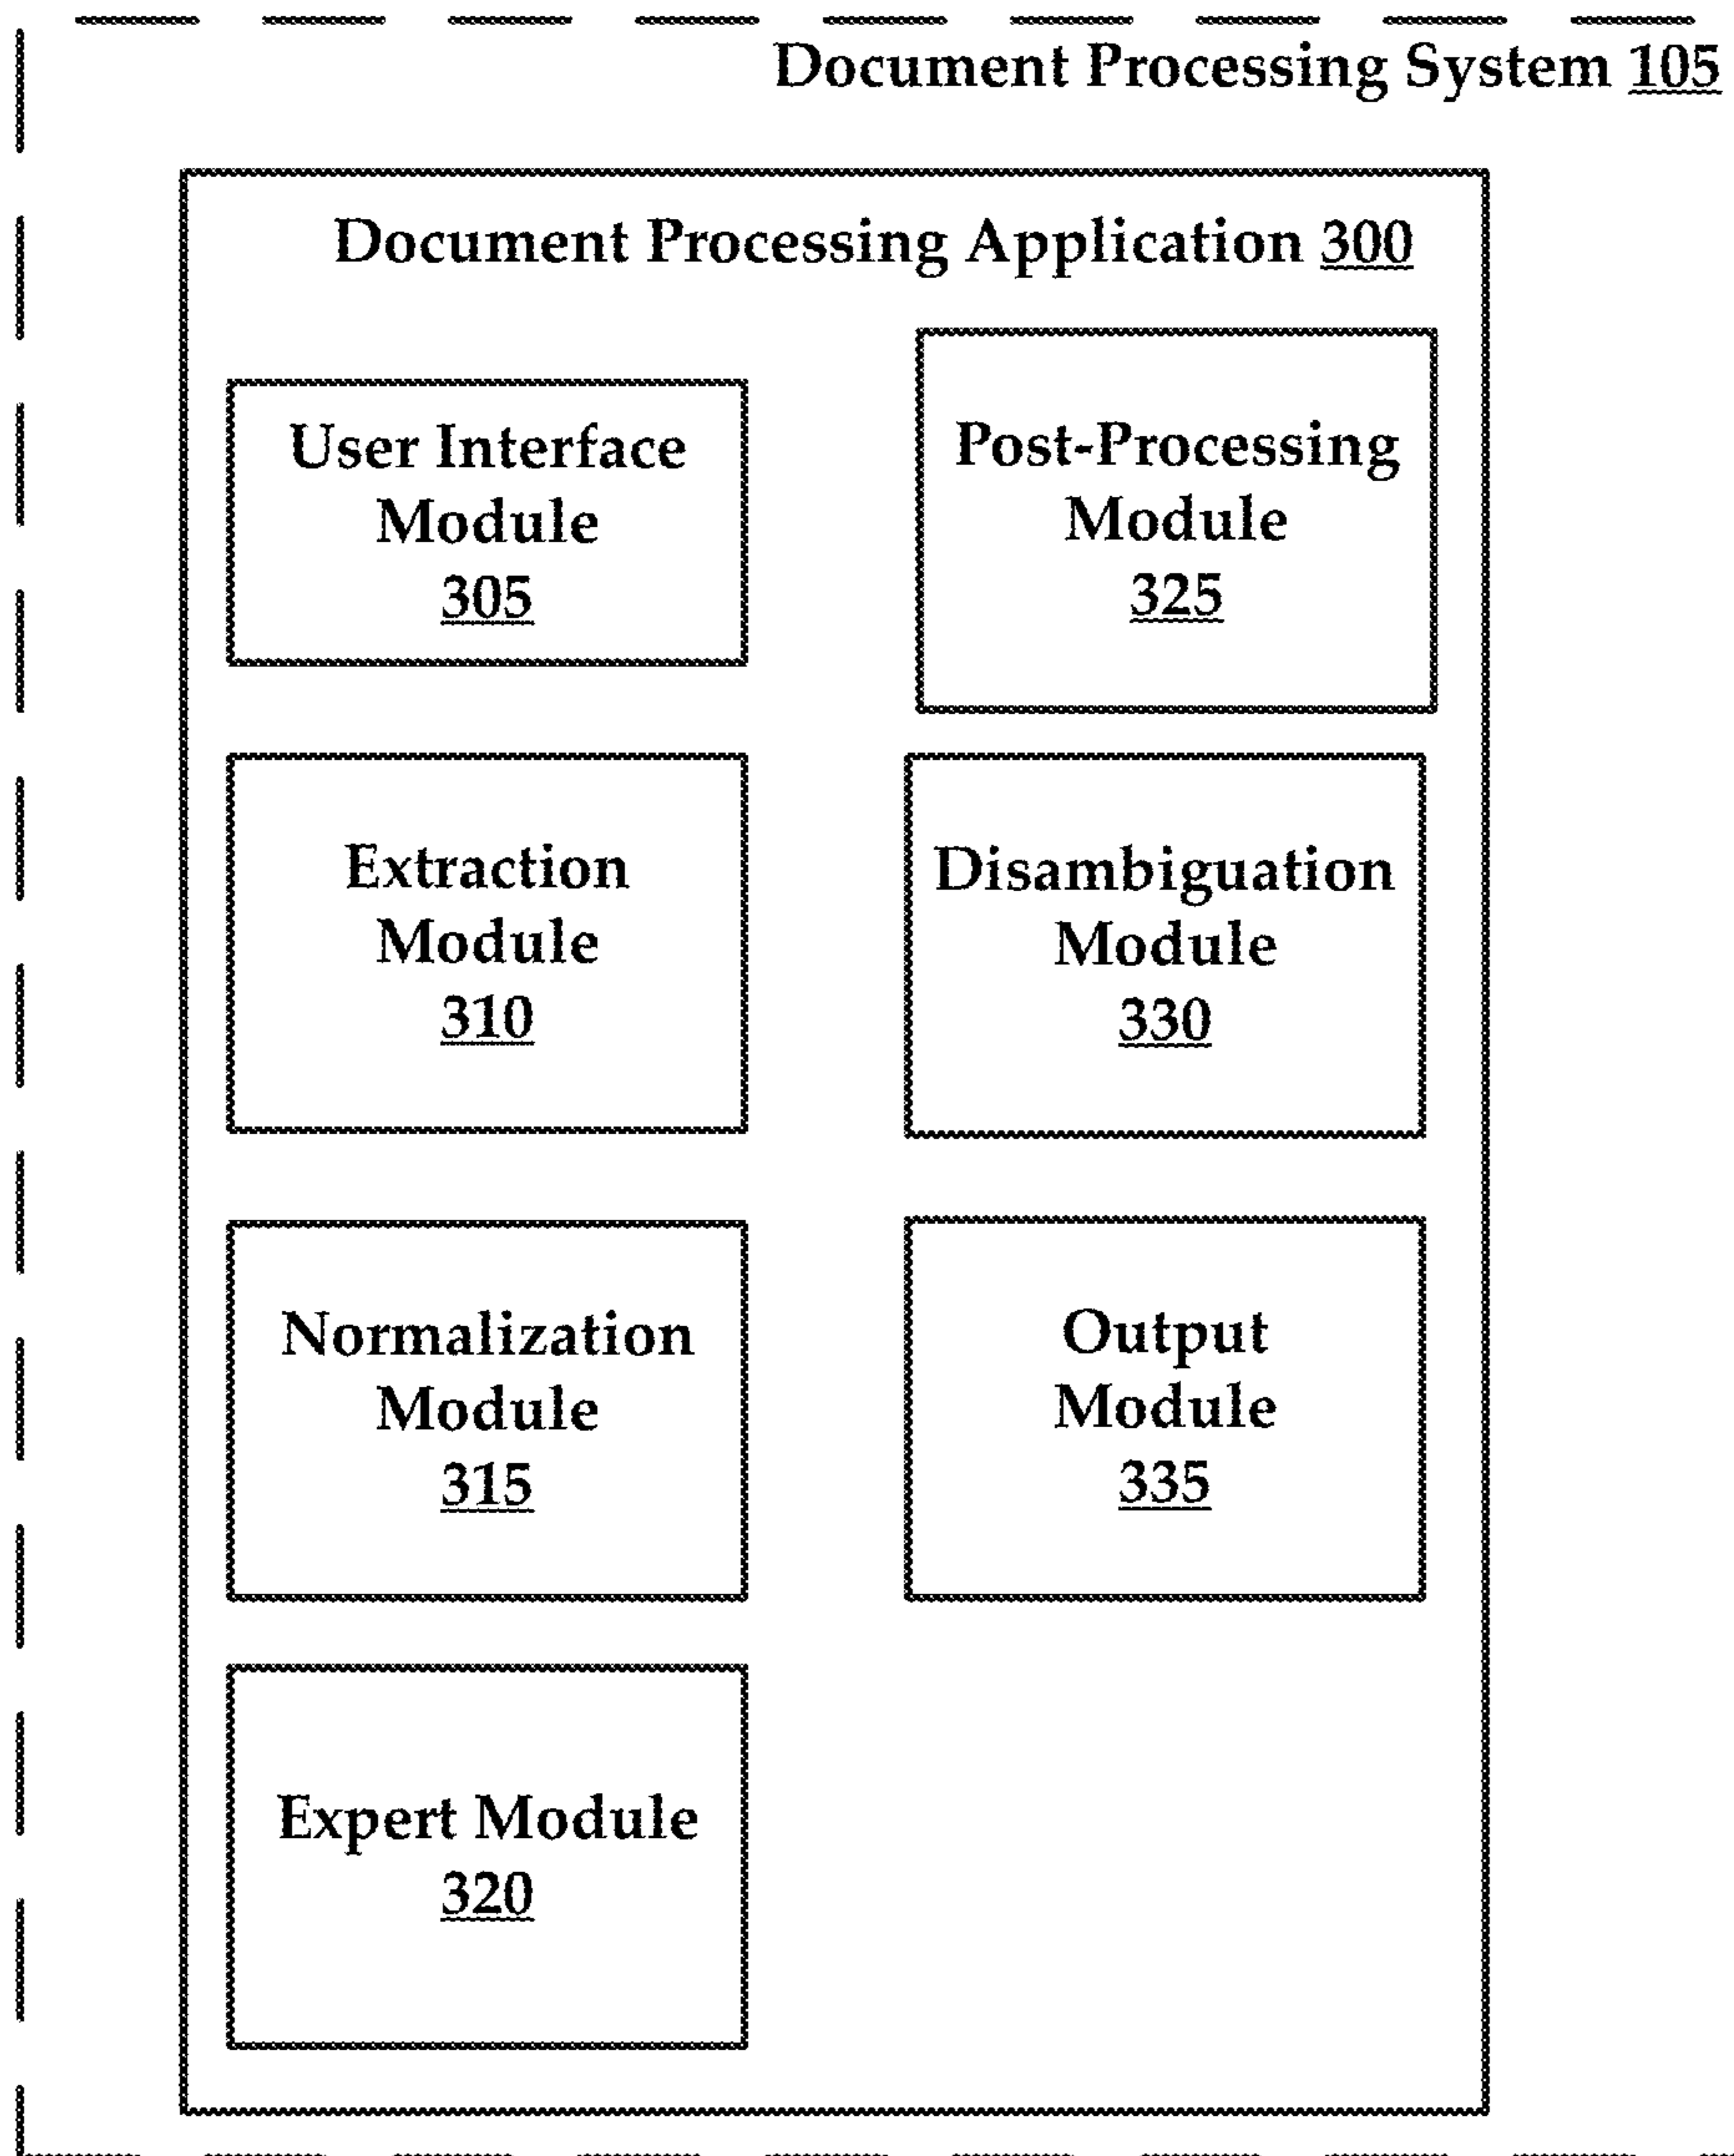 Document Processing System 105
Document Processing Application 300
User Interface
Module
305
Extraction
Module
310
Normalization
Module
315
Expert Module
320
Post-Processing
Module
325
Disambiguation
Module
330
Output
Module
335